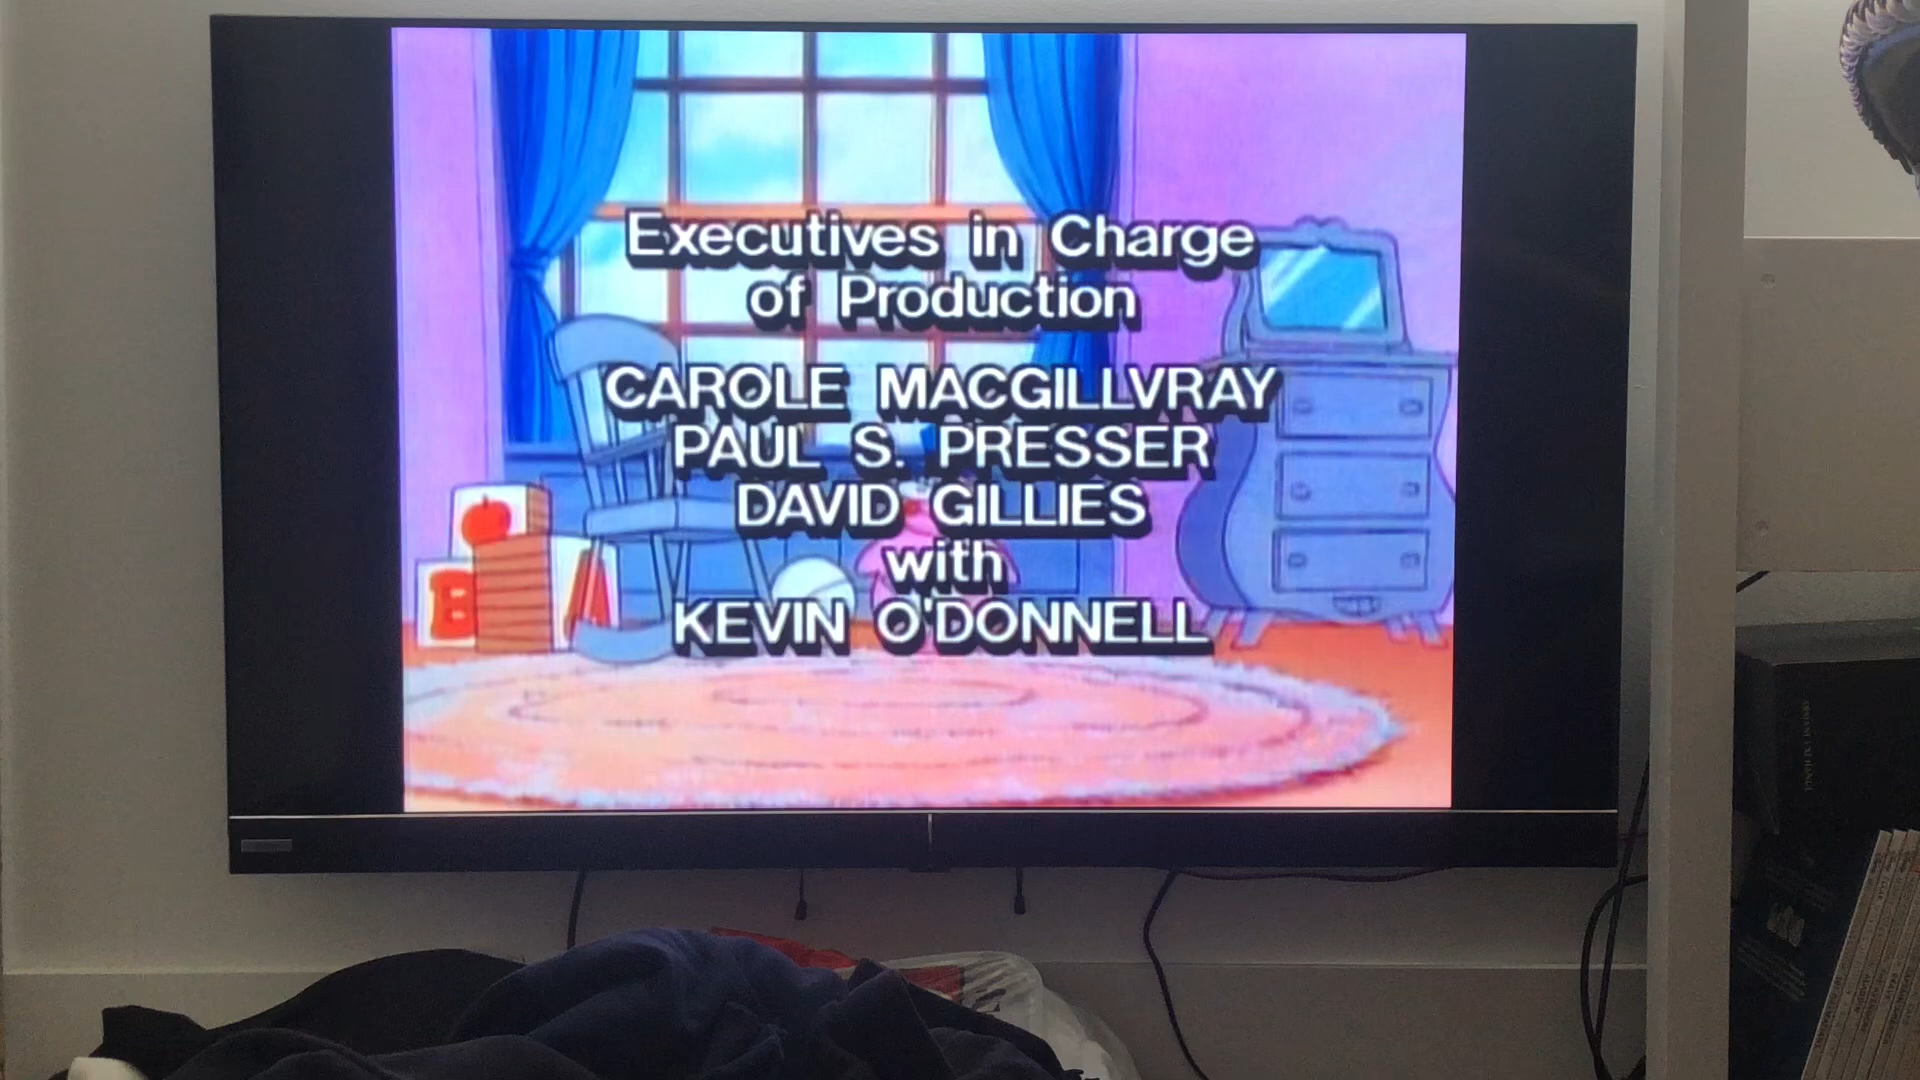 Executives in Charge
of Production
CAROLE MACGILLVRAY
PAUL S. PRESSER
DAVID GILLIES
with
KEVIN O'DONNELL
B
A